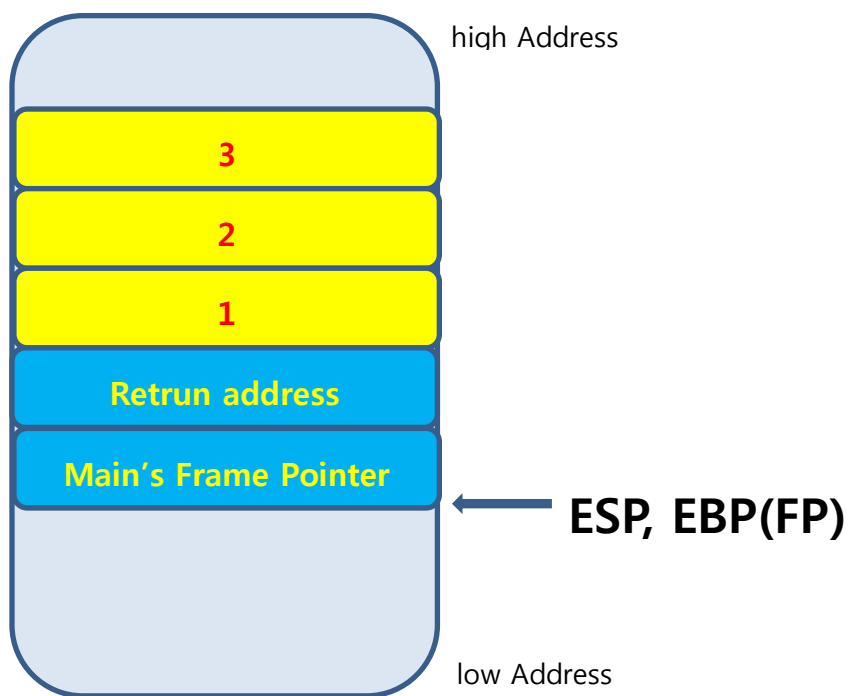 high Address
3
2
1
Retrun address
Main's Frame Pointer
ESP, EBP(FP)
low Address